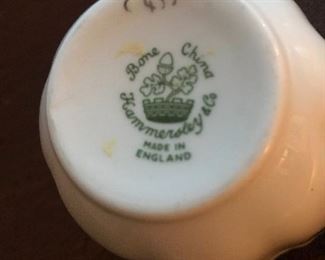 Bone China
Hammersley & Co
MADE IN
ENGLAND